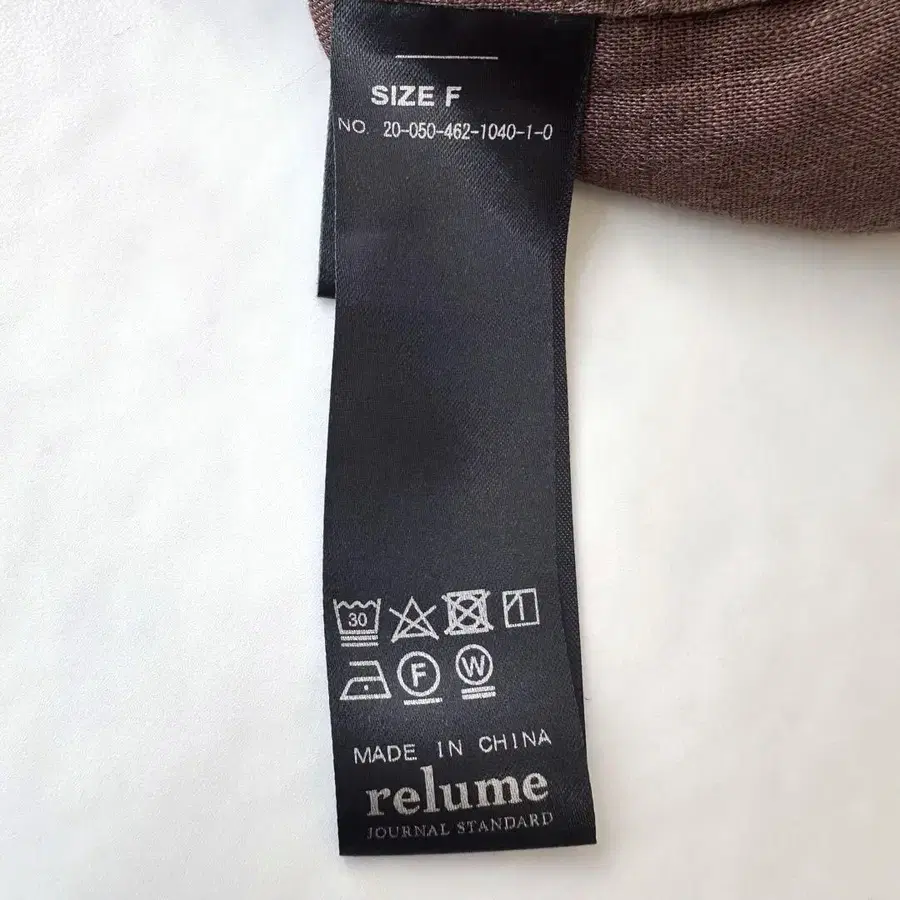 SIZE F
NO. 20-050-462-1040-1-0
30
F W
MADE IN CHINA
relume
JOURNAL STANDARD